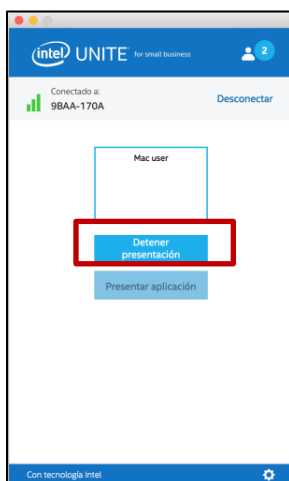 intel UNITE for small business
2
Conectado a:
9BAA-170A
Desconectar
Mac user
Detener
presentación
Presentar aplicación
Con tecnología Intel